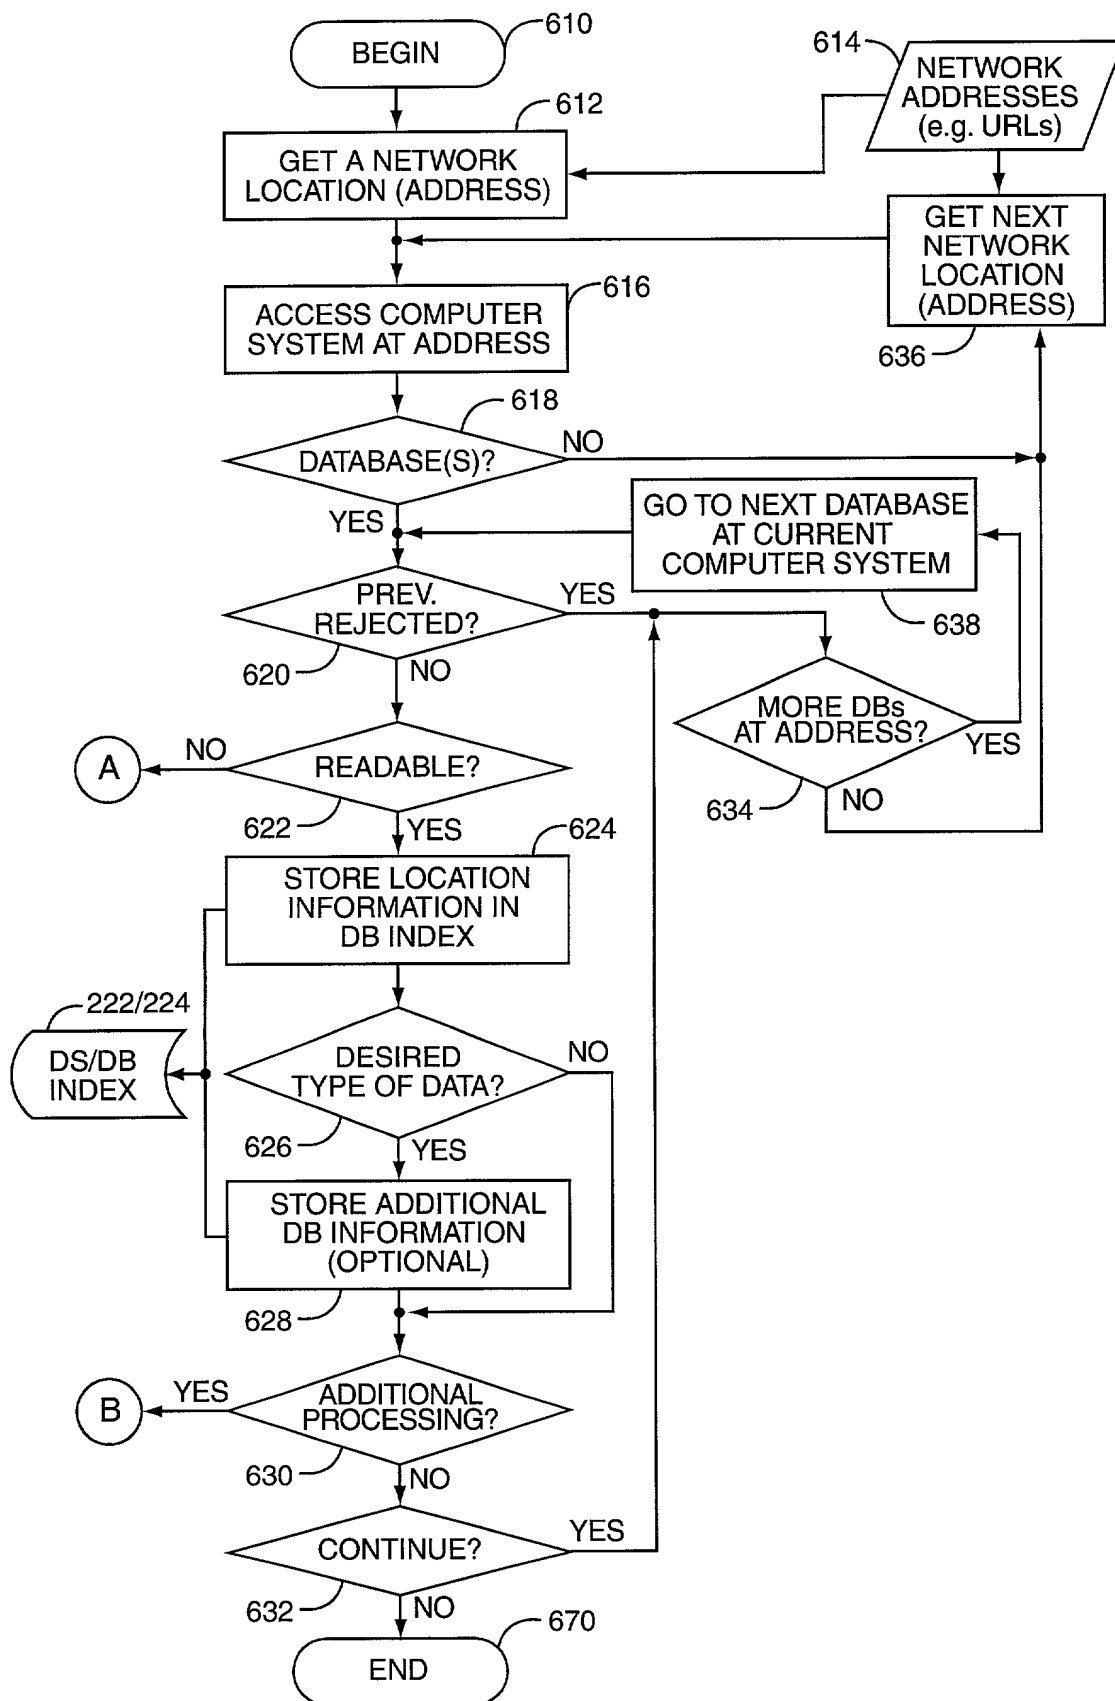 BEGIN
610
614
NETWORK
ADDRESSES
(e.g. URLs)
612
GET A NETWORK
LOCATION (ADDRESS)
GET NEXT
NETWORK
LOCATION
(ADDRESS)
636
616
ACCESS COMPUTER
SYSTEM AT ADDRESS
618
DATABASE(S)?
NO
YES
GO TO NEXT DATABASE
AT CURRENT
COMPUTER SYSTEM
638
PREV.
REJECTED?
YES
620
NO
MORE DBs
AT ADDRESS?
YES
634
NO
A
NO
READABLE?
622
YES
624
STORE LOCATION
INFORMATION IN
DB INDEX
222/224
DS/DB
INDEX
DESIRED
TYPE OF DATA?
NO
626
YES
STORE ADDITIONAL
DB INFORMATION
(OPTIONAL)
628
B
YES
ADDITIONAL
PROCESSING?
630
NO
CONTINUE?
YES
632
NO
670
END